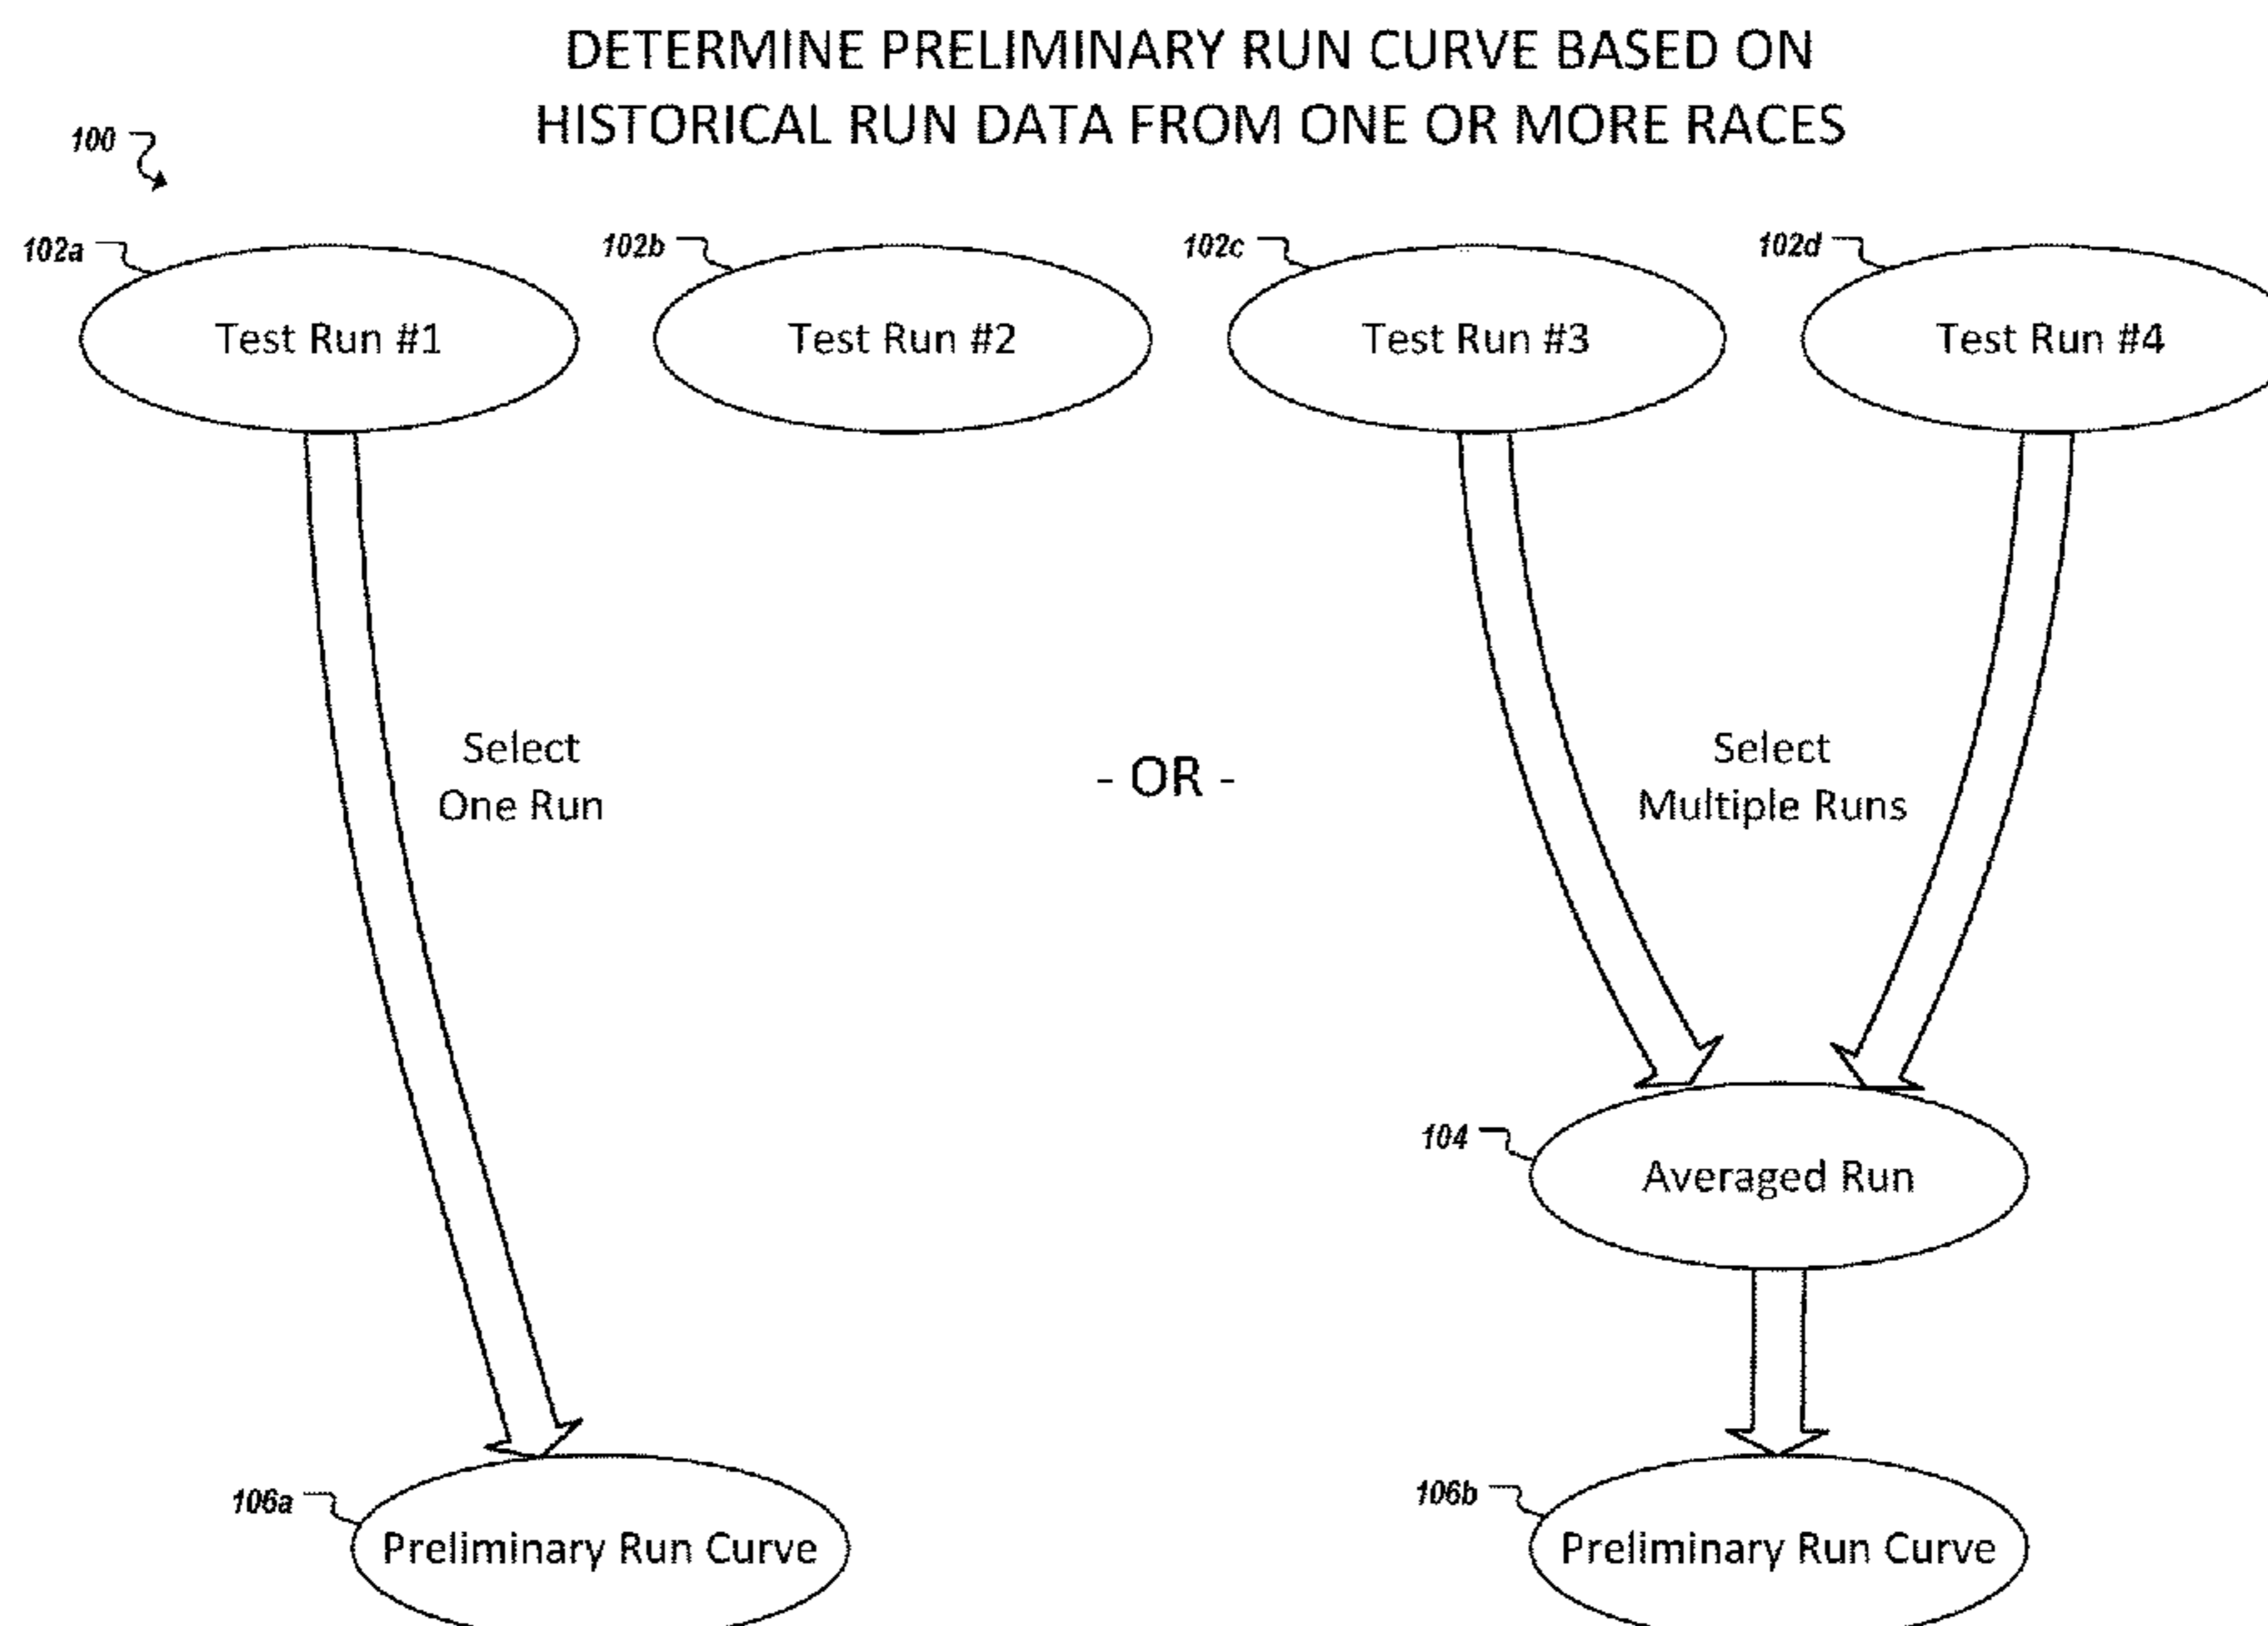 DETERMINE PRELIMINARY RUN CURVE BASED ON
HISTORICAL RUN DATA FROM ONE OR MORE RACES
100
102a
102b
102c
102d
Test Run #1
Test Run #2
Test Run #3
Test Run #4
Select
One Run
- OR -
Select
Multiple Runs
104
Averaged Run
106a
106b
Preliminary Run Curve
Preliminary Run Curve